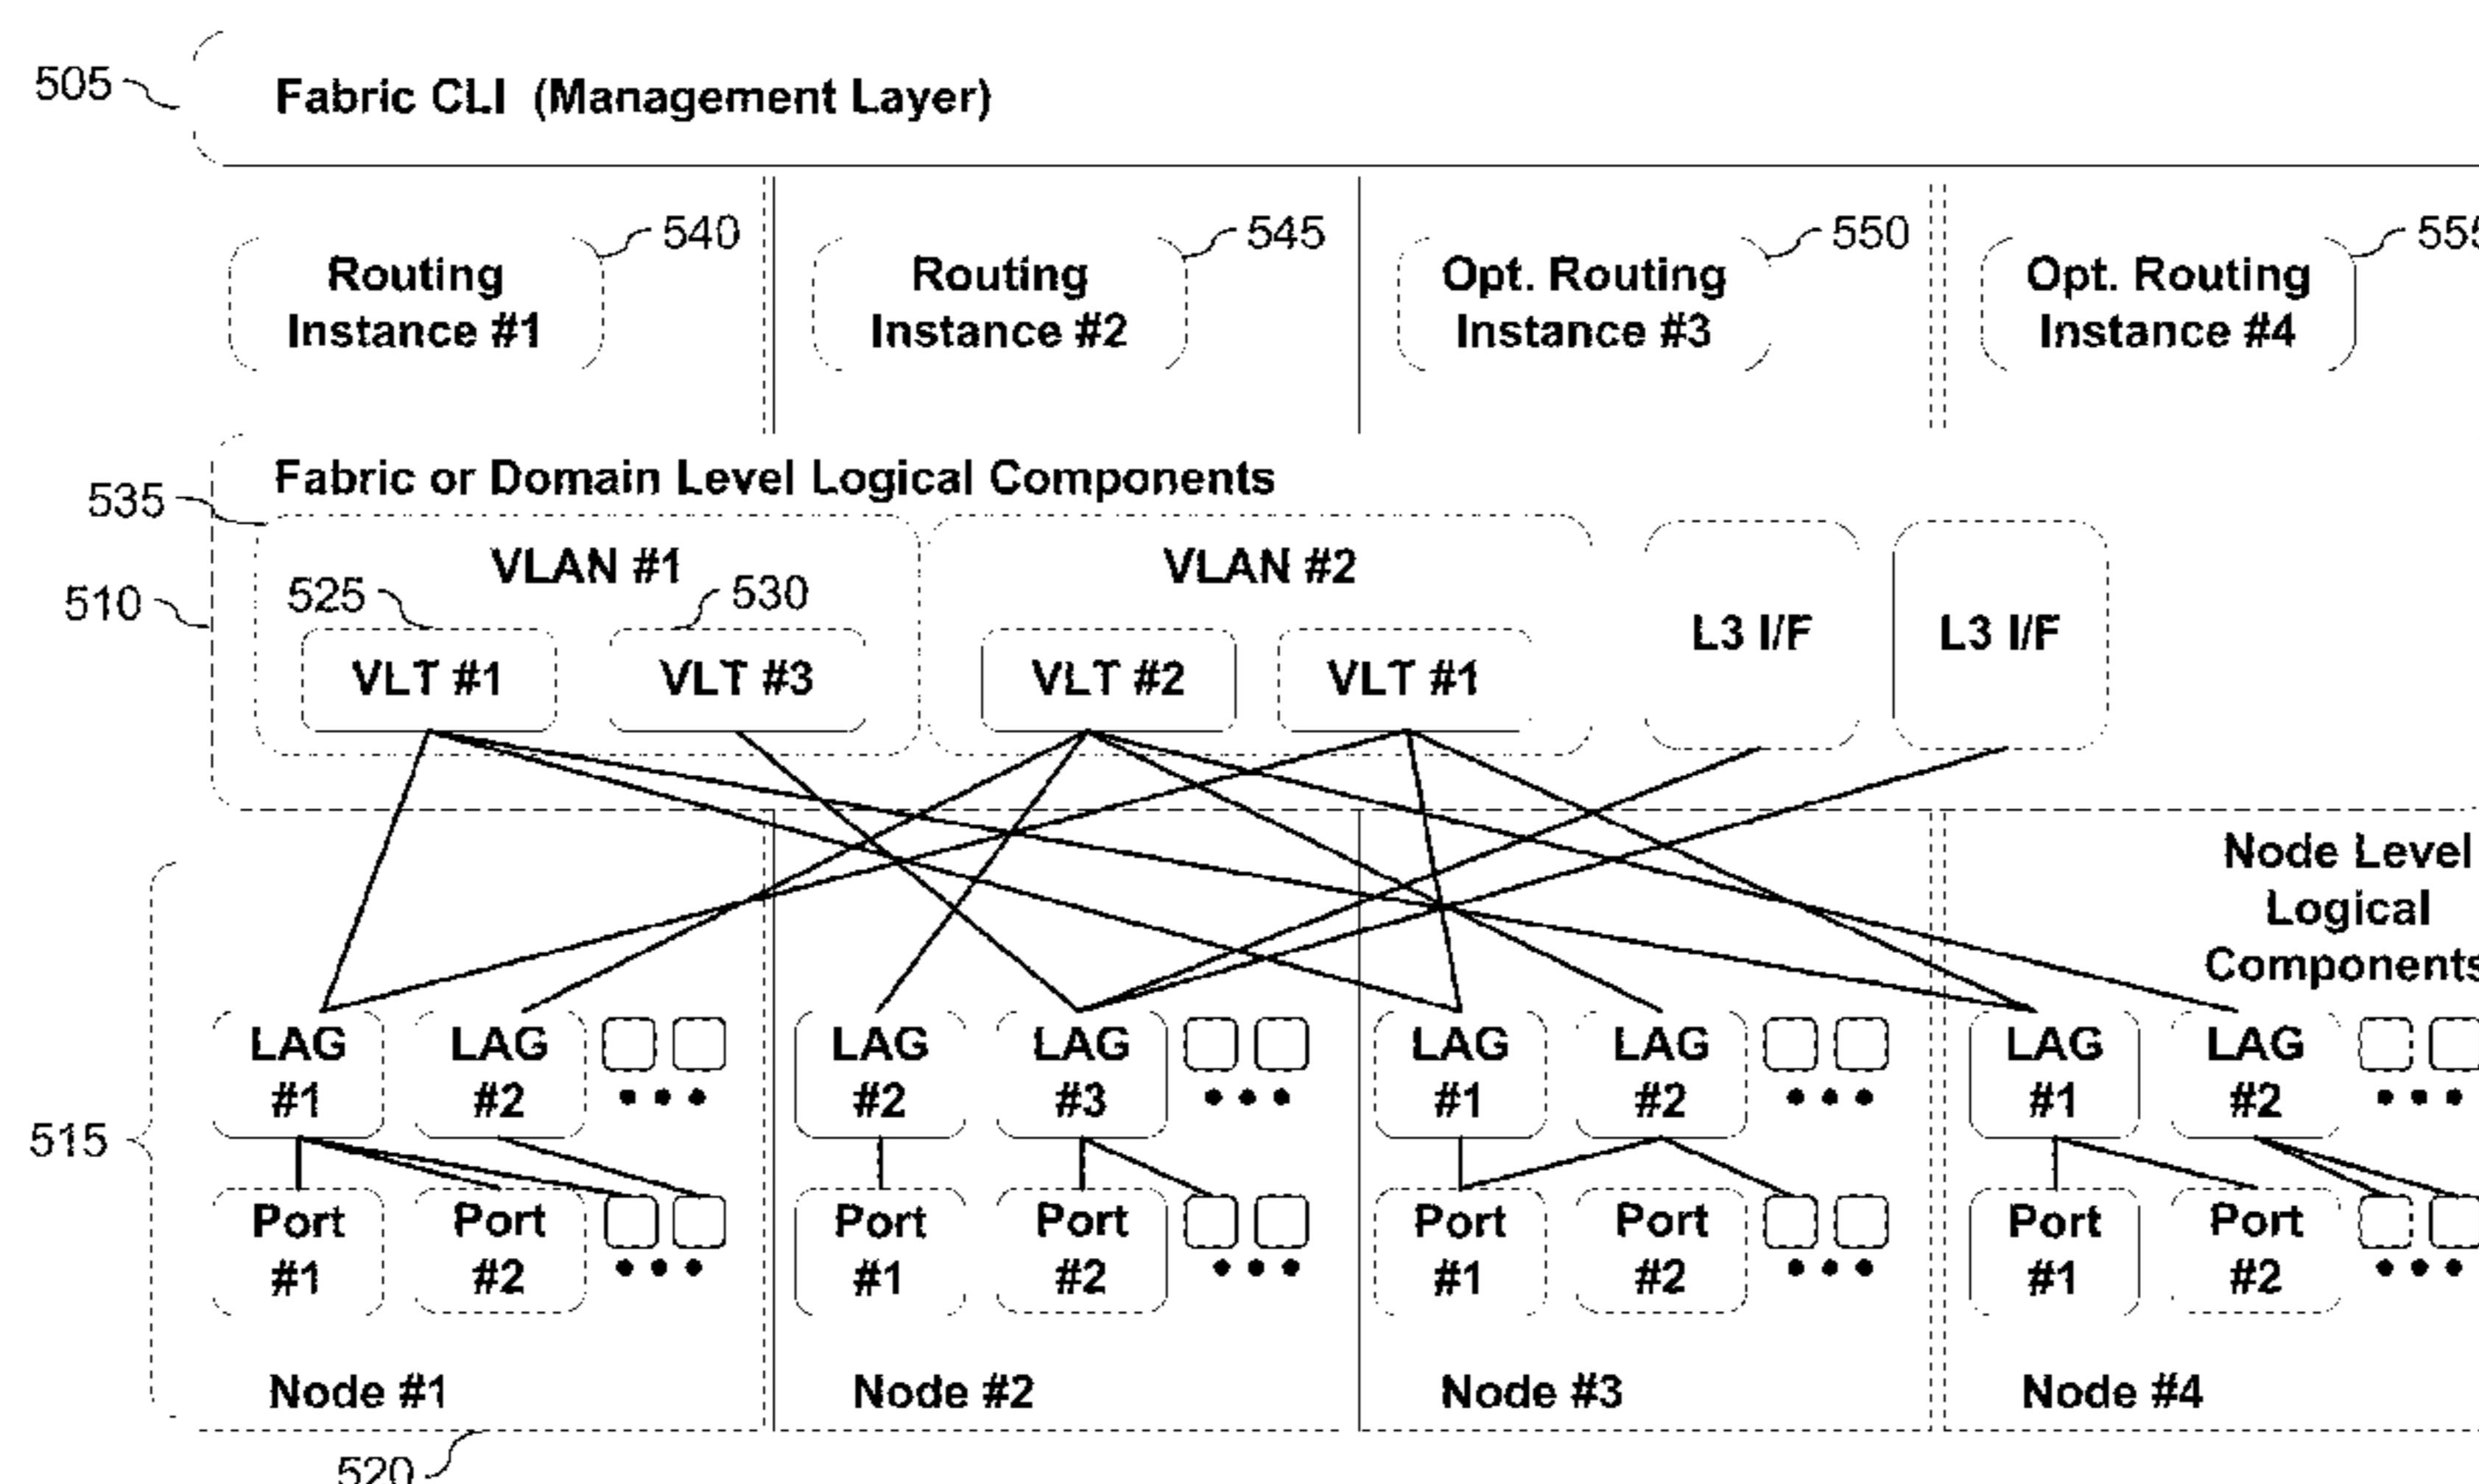 505
Fabric CLI (Management Layer)
540
545
550
Routing
Instance #1
Routing
Instance #2
Opt. Routing
Instance #3
Opt. Routing
Instance #4
Fabric or Domain Level Logical Components
535
510
VLAN #1
VLAN #2
525
530
VLT #1
VLT #3
VLT #2
VLT #1
L3 I/F
L3 I/F
Node Level
Logical
Components
515
LAG
#1
LAG
#2
LAG
#2
LAG
#3
LAG
#1
LAG
#2
LAG
#1
LAG
#2
Port
#1
Port
#2
Port
#1
Port
#2
Port
#1
Port
#2
Port
#1
Port
#2
Node #1
Node #2
Node #3
Node #4
520